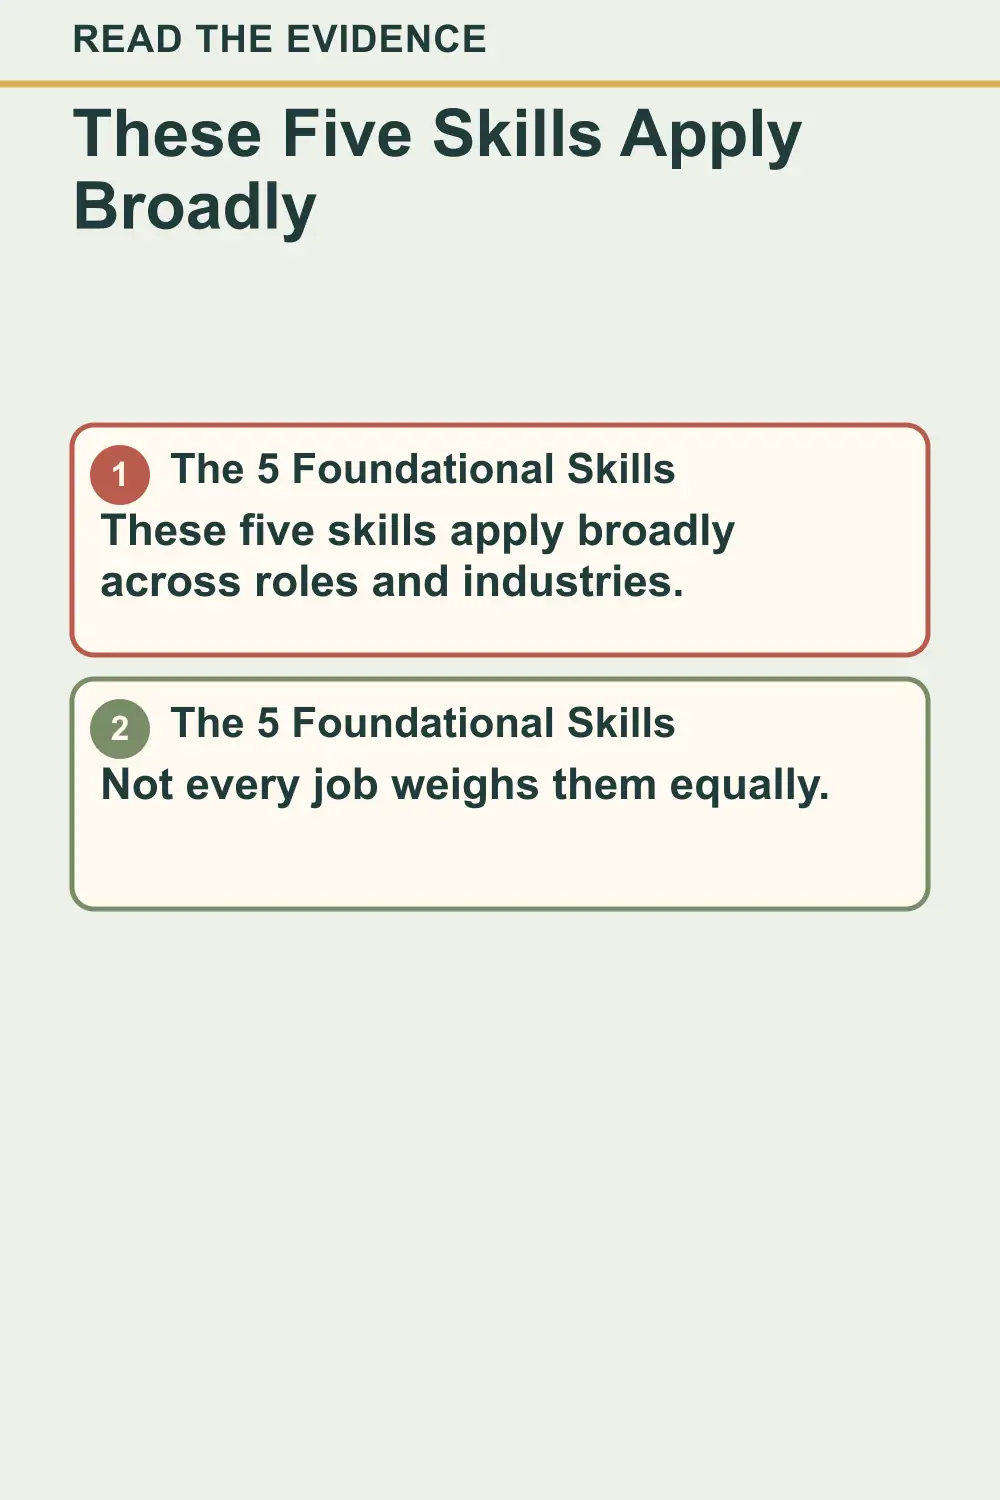 READ THE EVIDENCE
These Five Skills Apply
Broadly
1 The 5 Foundational Skills
These five skills apply broadly
across roles and industries.
2 The 5 Foundational Skills
Not every job weighs them equally.